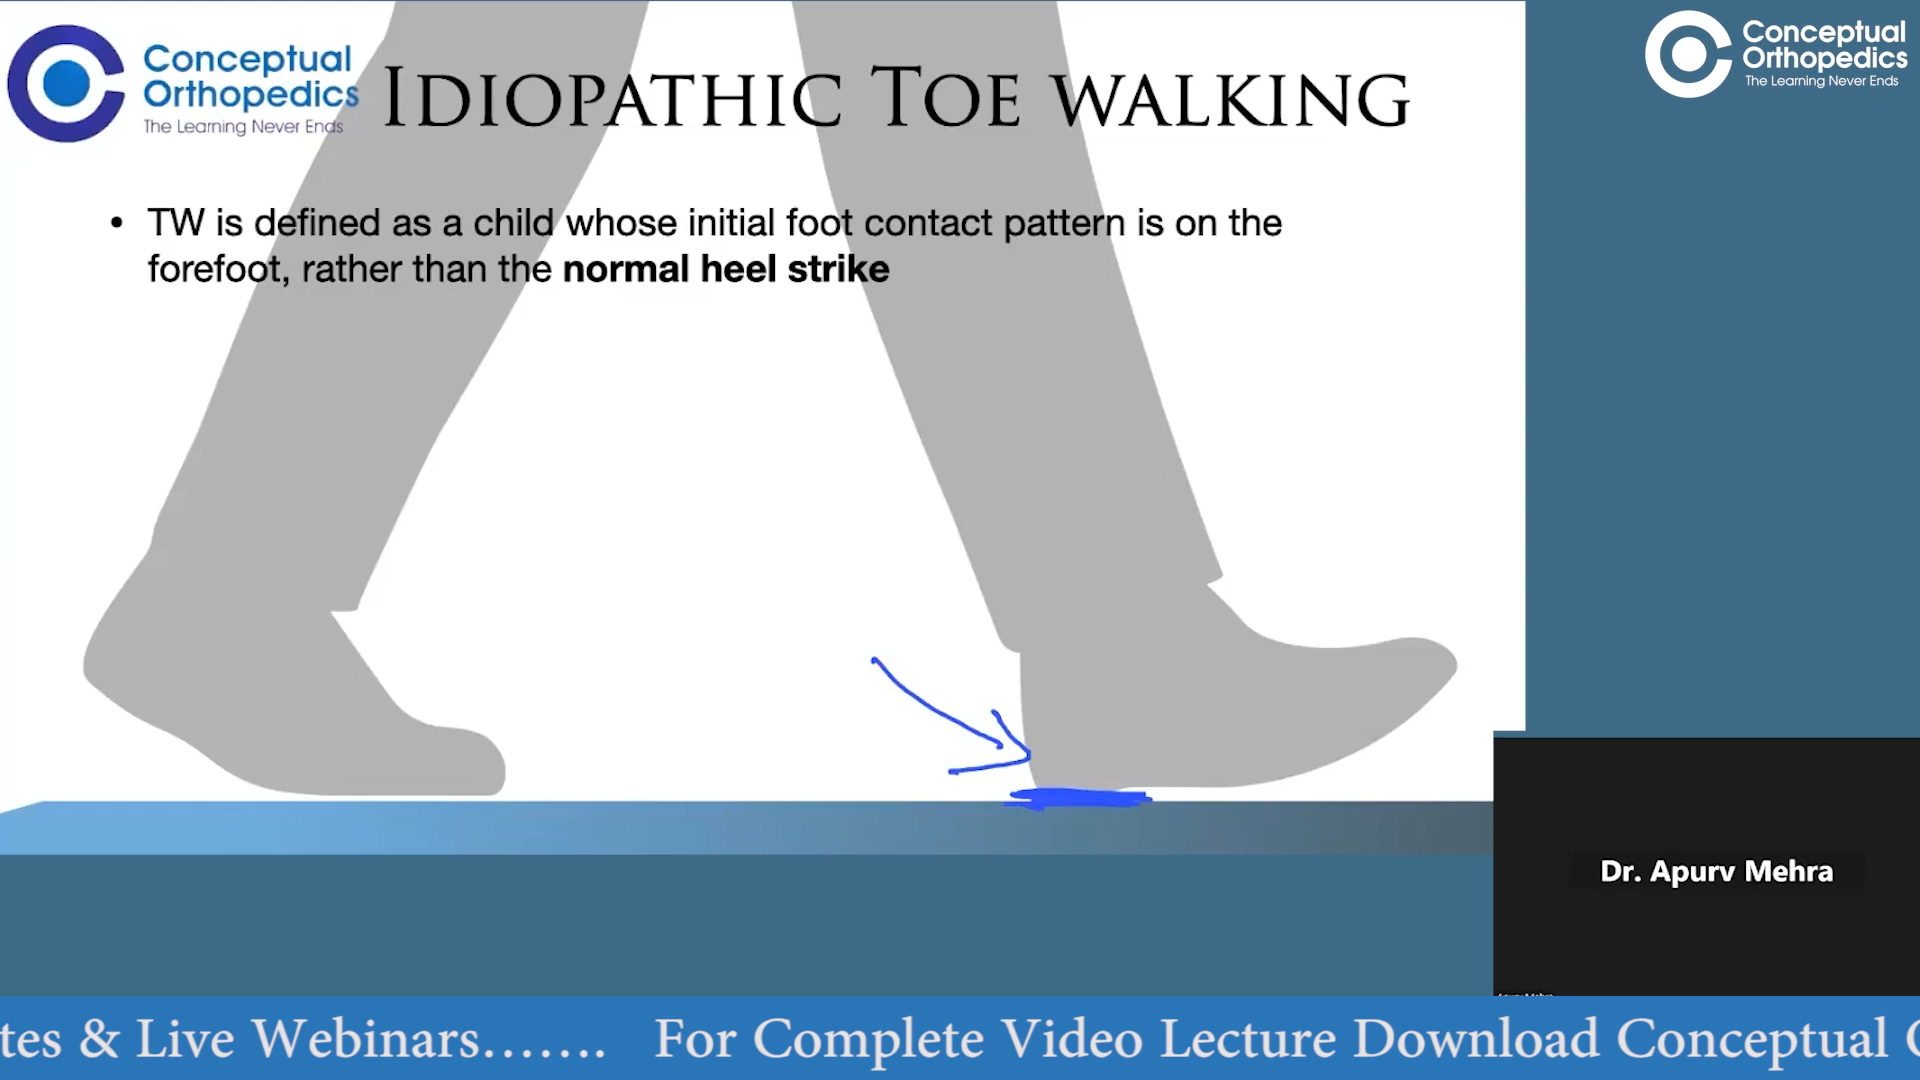 Conceptual
Orthopedics
The Learning Never Ends
IDIOPATHIC TOE WALKING
Conceptual
Orthopedics
The Learning Never Ends
• TW is defined as a child whose initial foot contact pattern is on the
forefoot, rather than the normal heel strike
Dr. Apurv Mehra
tes & Live Webinars....... For Complete Video Lecture Download Conceptual